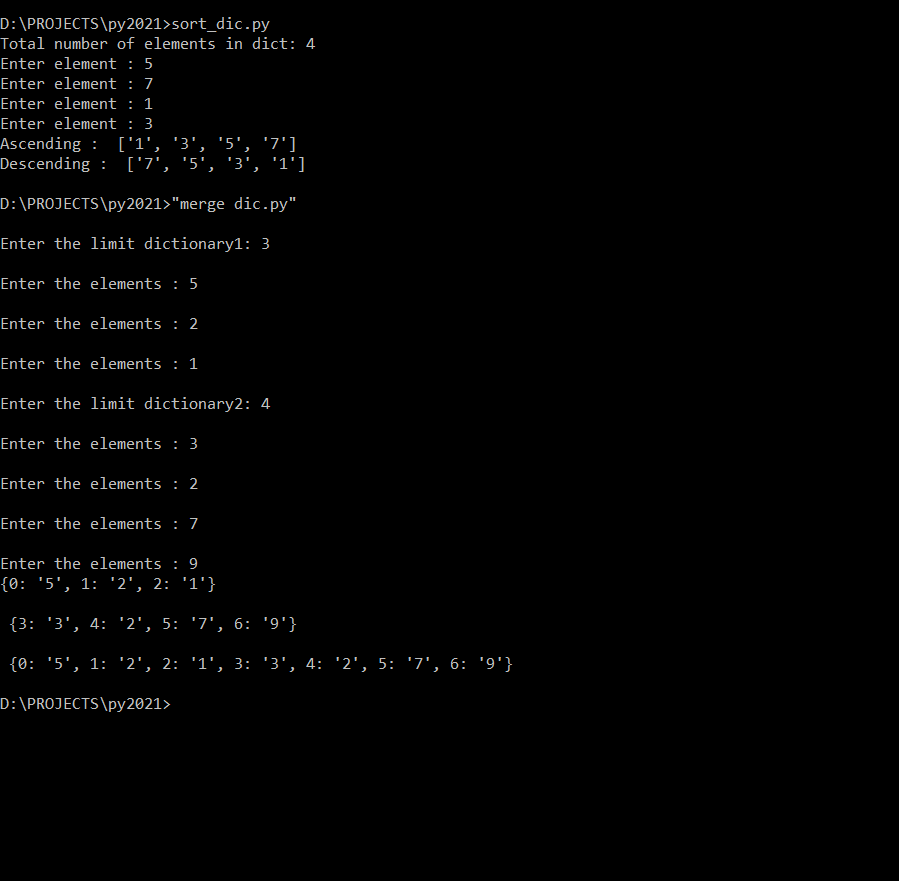 D:\PROJECTS\py2021>sort_dic.py
Total number of elements in dict: 4
Enter element : 5
Enter element : 7
Enter element : 1
Enter element : 3
Ascending :  ['1', '3', '5', '7']
Descending :  ['7', '5', '3', '1']
D:\PROJECTS\py2021>"merge dic.py"
Enter the limit dictionary1: 3
Enter the elements : 5
Enter the elements : 2
Enter the elements : 1
Enter the limit dictionary2: 4
Enter the elements : 3
Enter the elements : 2
Enter the elements : 7
Enter the elements : 9
{0: '5', 1: '2', 2: '1'}
{3: '3', 4: '2', 5: '7', 6: '9'}
{0: '5', 1: '2', 2: '1', 3: '3', 4: '2', 5: '7', 6: '9'}
D:\PROJECTS\py2021>